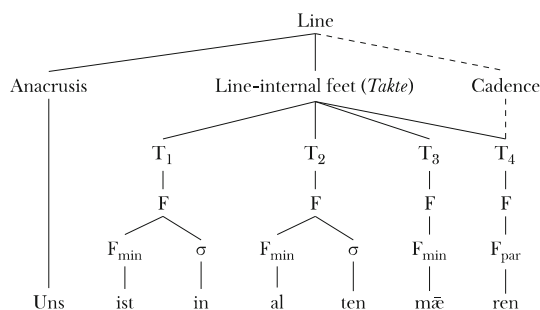 Line
Anacrusis Line-internal feet (Takte) Cadence
T₁ T₂ T₃ T₄
F F F F
Fmin σ Fmin σ Fmin Fpar
Uns ist in al ten mæ̅ ren